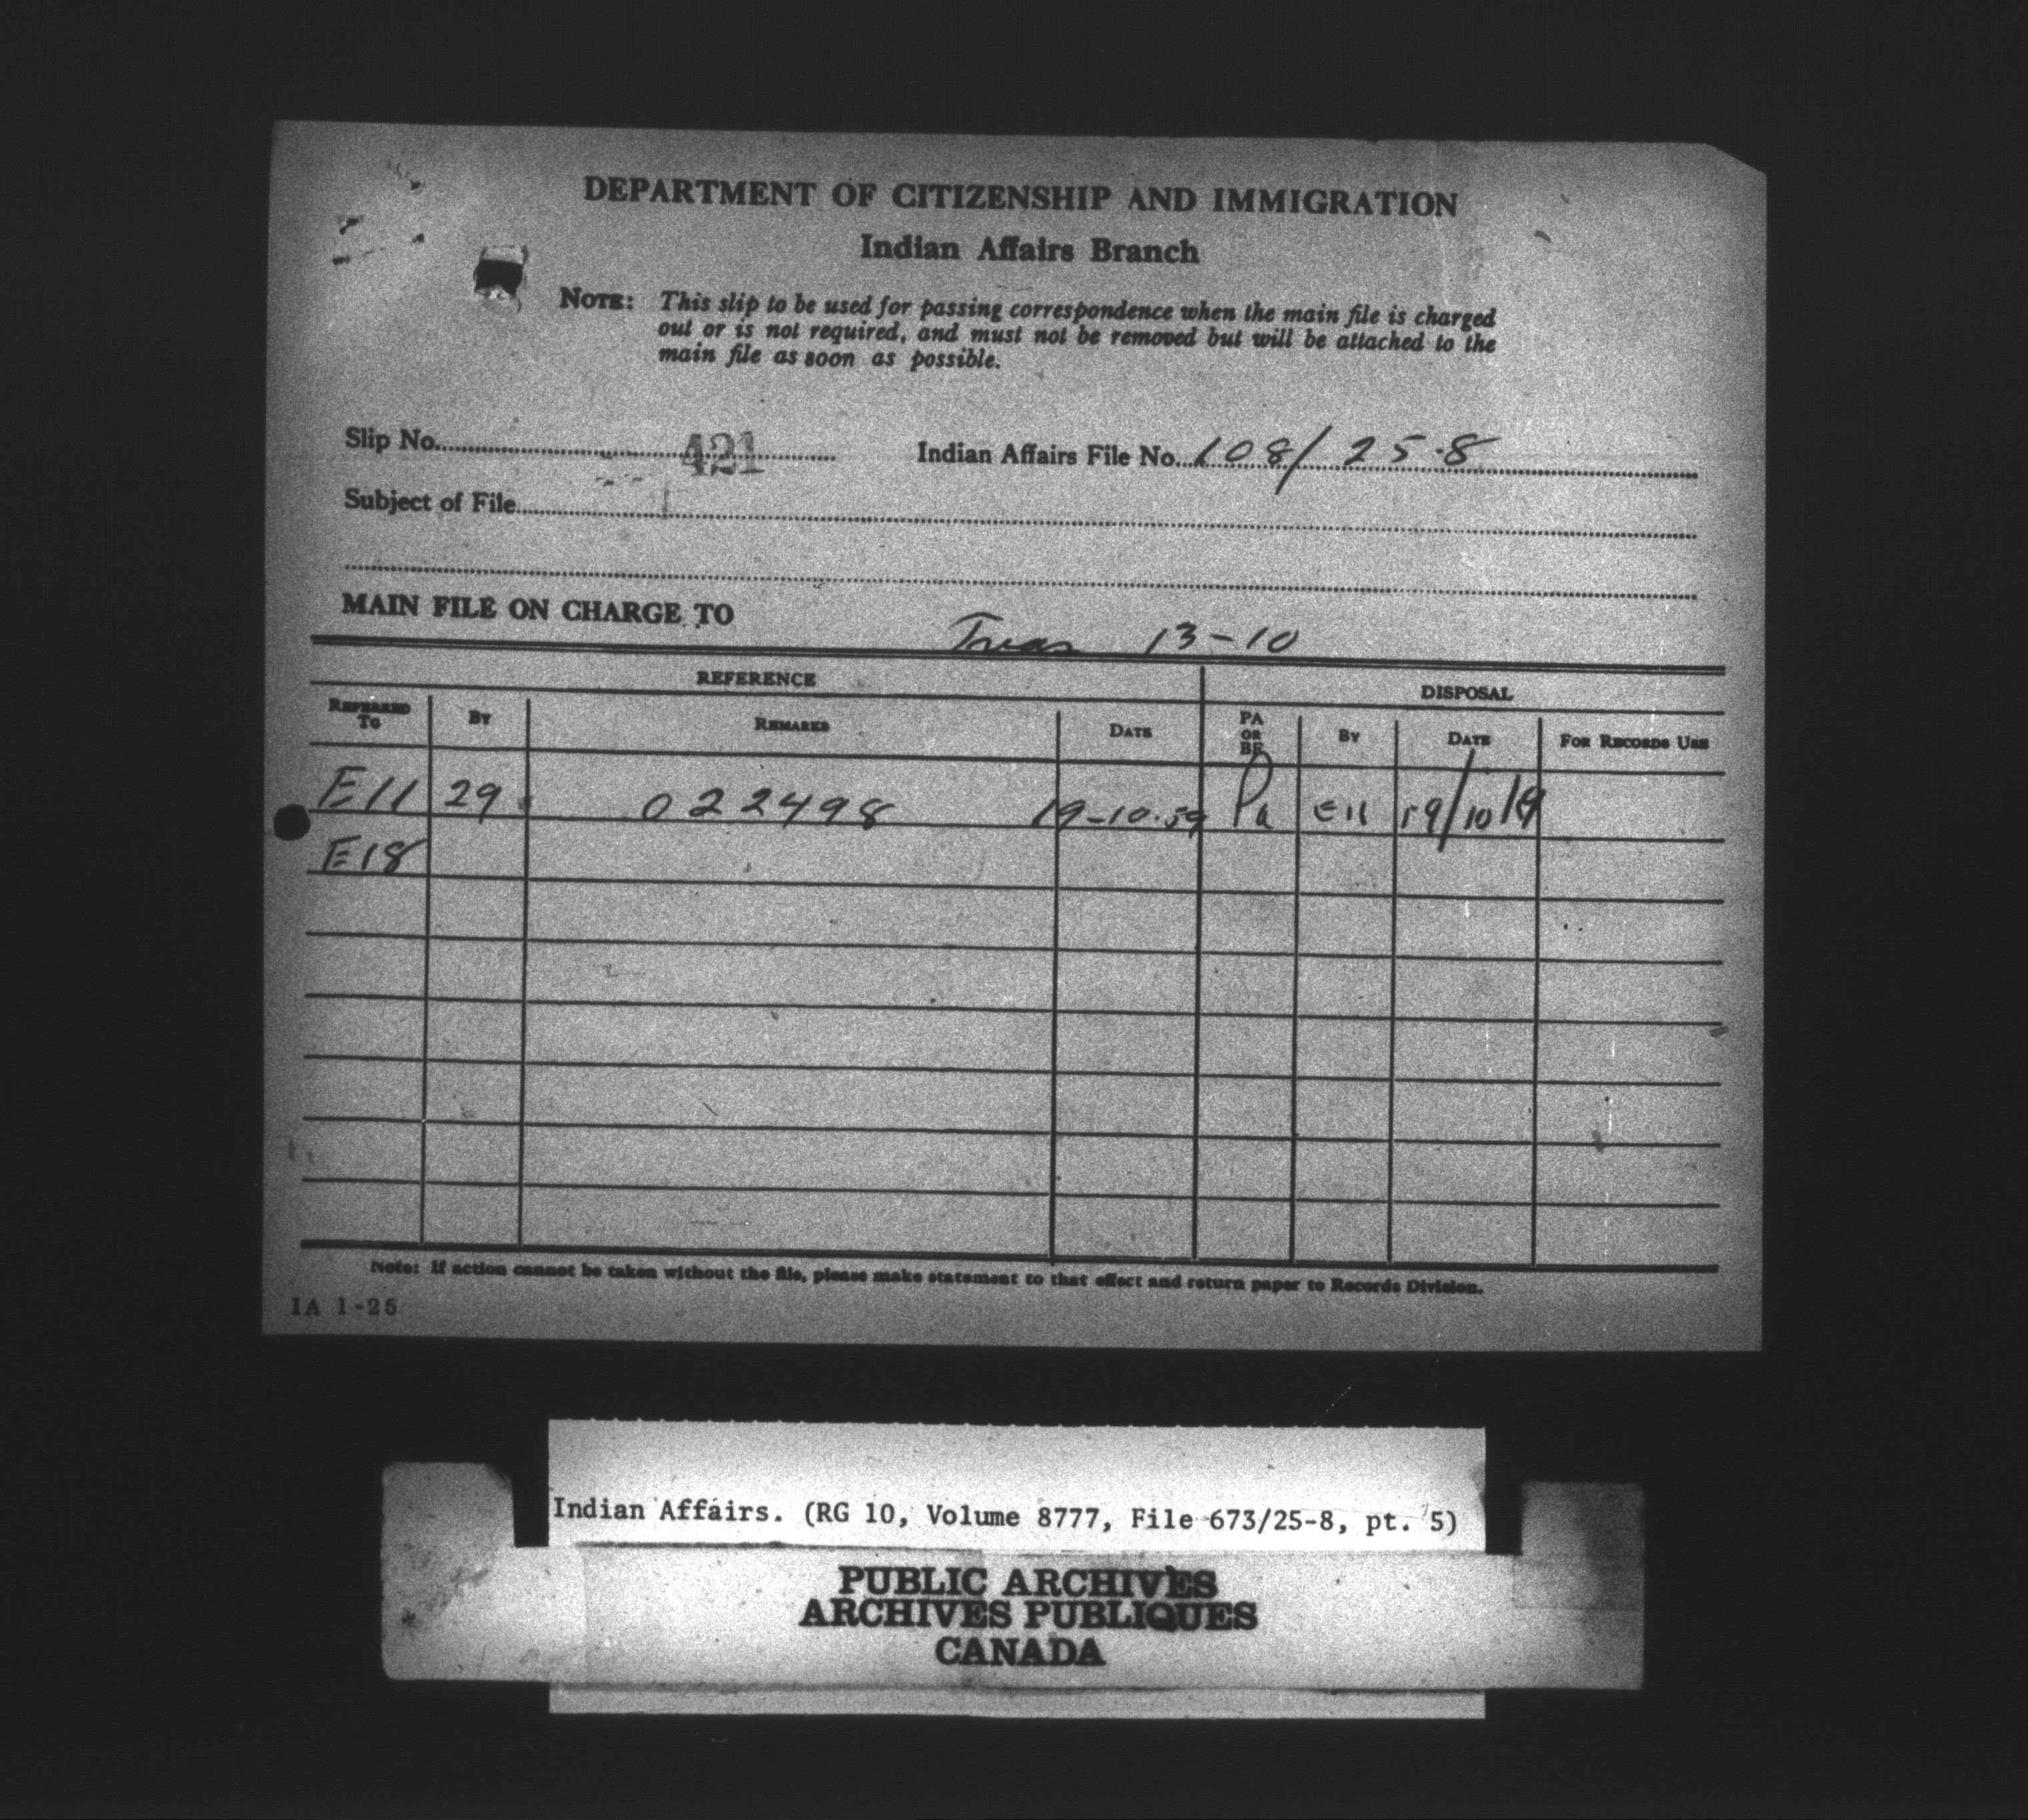 DEPARTMENT OF CITIZENSHIP AND IMMIGRATION
Indian Affairs Branch
NOTE: This slip to be used for passing correspondence when the main file is charged
out or is not required, and must not be removed but will be attached to the
main file as soon as possible.
Slip No. 421 Indian Affairs File No. 108/25-8
Subject of File
MAIN FILE ON CHARGE TO Treas 13-10
REFERENCE DISPOSAL
REFERRED TO BY REMARKS DATE PA OR BF BY DATE FOR RECORDS USE
E11 29 022498 19-10-59 Pa E11 19/10
E18
Note: If action cannot be taken without the file, please make statement to that effect and return paper to Records Division.
IA 1-25
Indian Affairs. (RG 10, Volume 8777, File 673/25-8, pt. 5)
PUBLIC ARCHIVES
ARCHIVES PUBLIQUES
CANADA